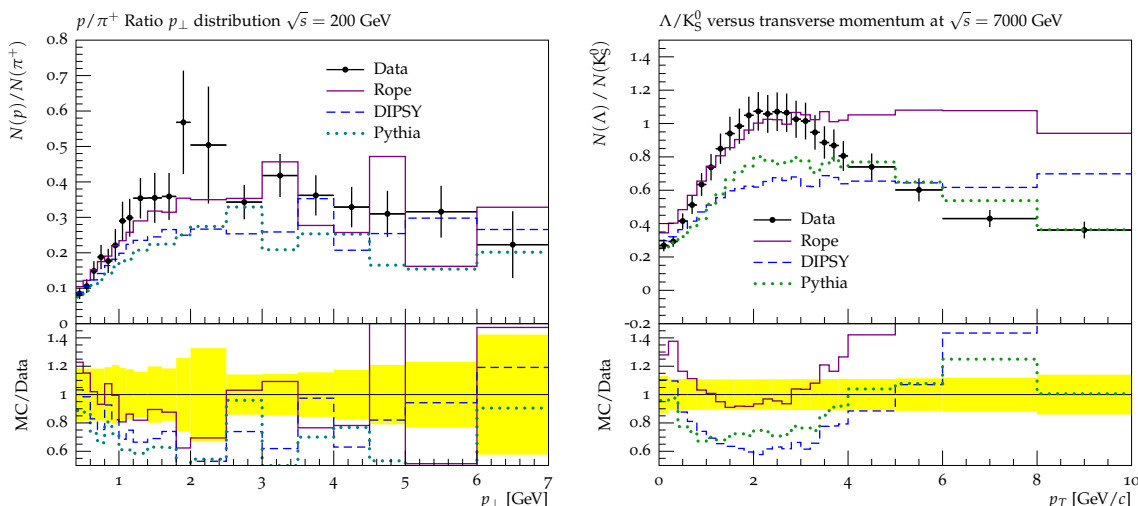 p/π⁺ Ratio p⊥ distribution √s = 200 GeV
N(p)/N(π⁺)
0.8
0.7
0.6
0.5
0.4
0.3
0.2
0.1
0
Data
Rope
DIPSY
Pythia
MC/Data
1.4
1.2
1
0.8
0.6
1 2 3 4 5 6 7
p⊥ [GeV]
Λ/K⁰_S versus transverse momentum at √s = 7000 GeV
N(Λ) / N(K⁰_S)
1.4
1.2
1
0.8
0.6
0.4
0.2
0
-0.2
Data
Rope
DIPSY
Pythia
MC/Data
1.4
1.2
1
0.8
0.6
0 2 4 6 8 10
p_T [GeV/c]